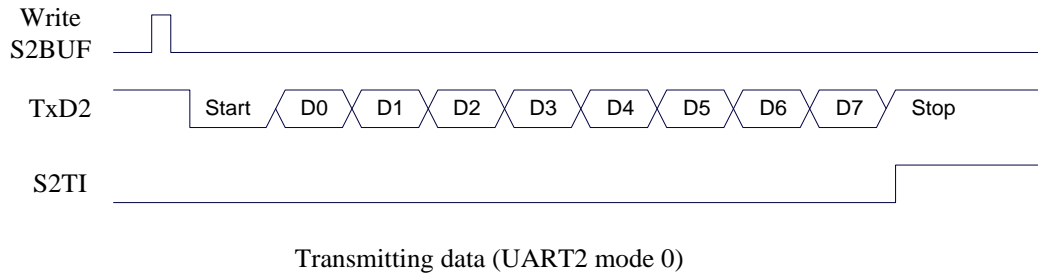 Write
S2BUF
TxD2 Start D0 D1 D2 D3 D4 D5 D6 D7 Stop
S2TI
Transmitting data (UART2 mode 0)